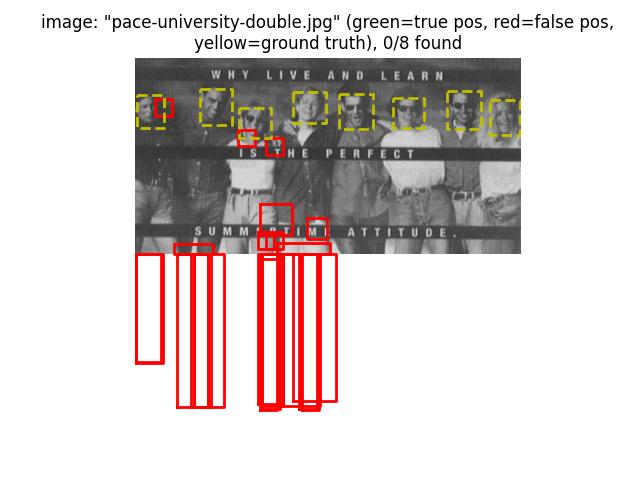 image: "pace-university-double.jpg" (green=true pos, red=false pos,
yellow=ground truth), 0/8 found
WHY LIVE AND LEARN
IS THE PERFECT
SUMMERTIME ATTITUDE.